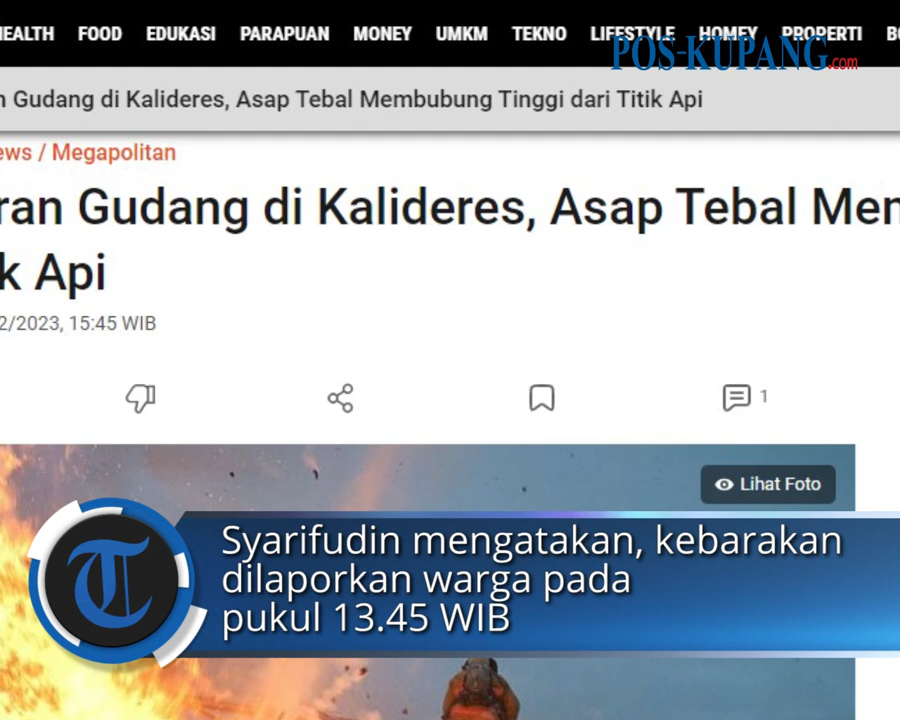 HEALTH FOOD EDUKASI PARAPUAN MONEY UMKM TEKNO LIFESTYLE HOMEY PROPERTI
POS-KUPANG.com
Gudang di Kalideres, Asap Tebal Membubung Tinggi dari Titik Api
ews / Megapolitan
ran Gudang di Kalideres, Asap Tebal Mem
k Api
2/2023, 15:45 WIB
1
Lihat Foto
Syarifudin mengatakan, kebarakan
dilaporkan warga pada
pukul 13.45 WIB